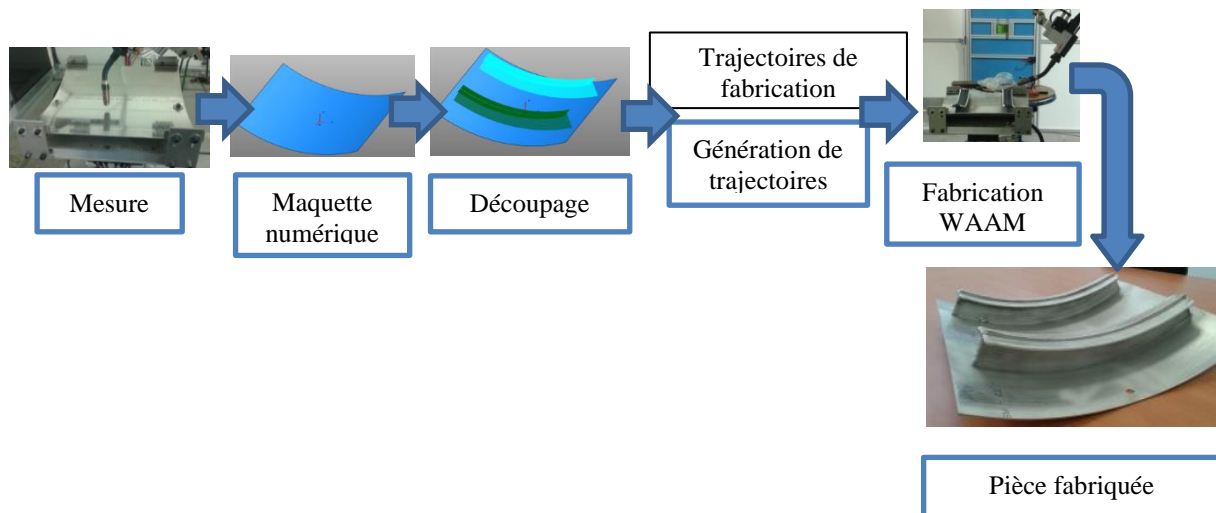 Mesure
Maquette
numérique
Découpage
Trajectoires de
fabrication
Génération de
trajectoires
Fabrication
WAAM
Pièce fabriquée